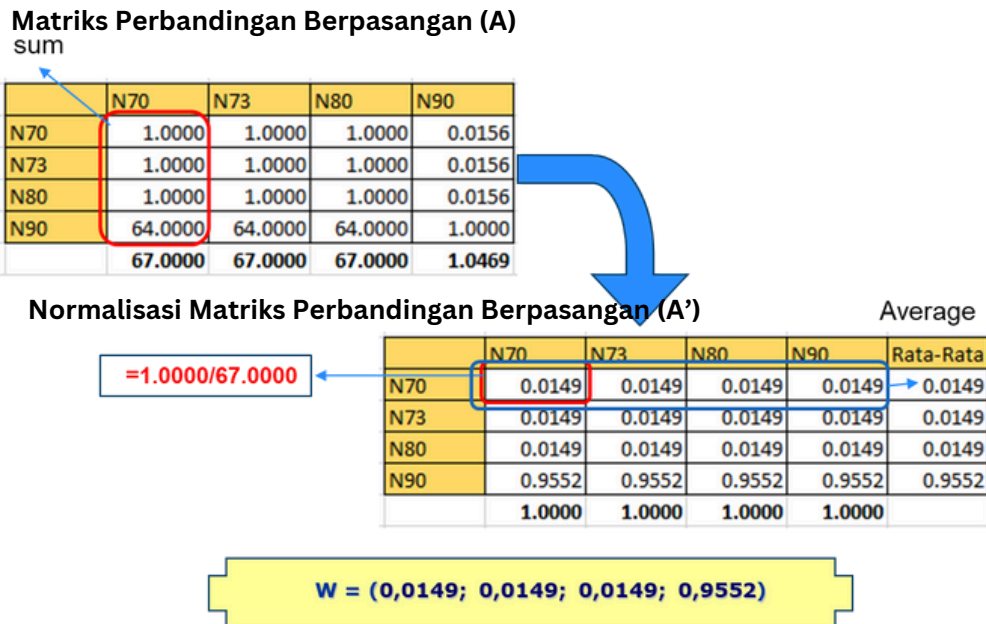 Matriks Perbandingan Berpasangan (A)
sum
N70 N73 N80 N90
N70 1.0000 1.0000 1.0000 0.0156
N73 1.0000 1.0000 1.0000 0.0156
N80 1.0000 1.0000 1.0000 0.0156
N90 64.0000 64.0000 64.0000 1.0000
67.0000 67.0000 67.0000 1.0469
Normalisasi Matriks Perbandingan Berpasangan (A’)
Average
N70 N73 N80 N90 Rata-Rata
=1.0000/67.0000
N70 0.0149 0.0149 0.0149 0.0149 0.0149
N73 0.0149 0.0149 0.0149 0.0149 0.0149
N80 0.0149 0.0149 0.0149 0.0149 0.0149
N90 0.9552 0.9552 0.9552 0.9552 0.9552
1.0000 1.0000 1.0000 1.0000
W = (0,0149; 0,0149; 0,0149; 0,9552)